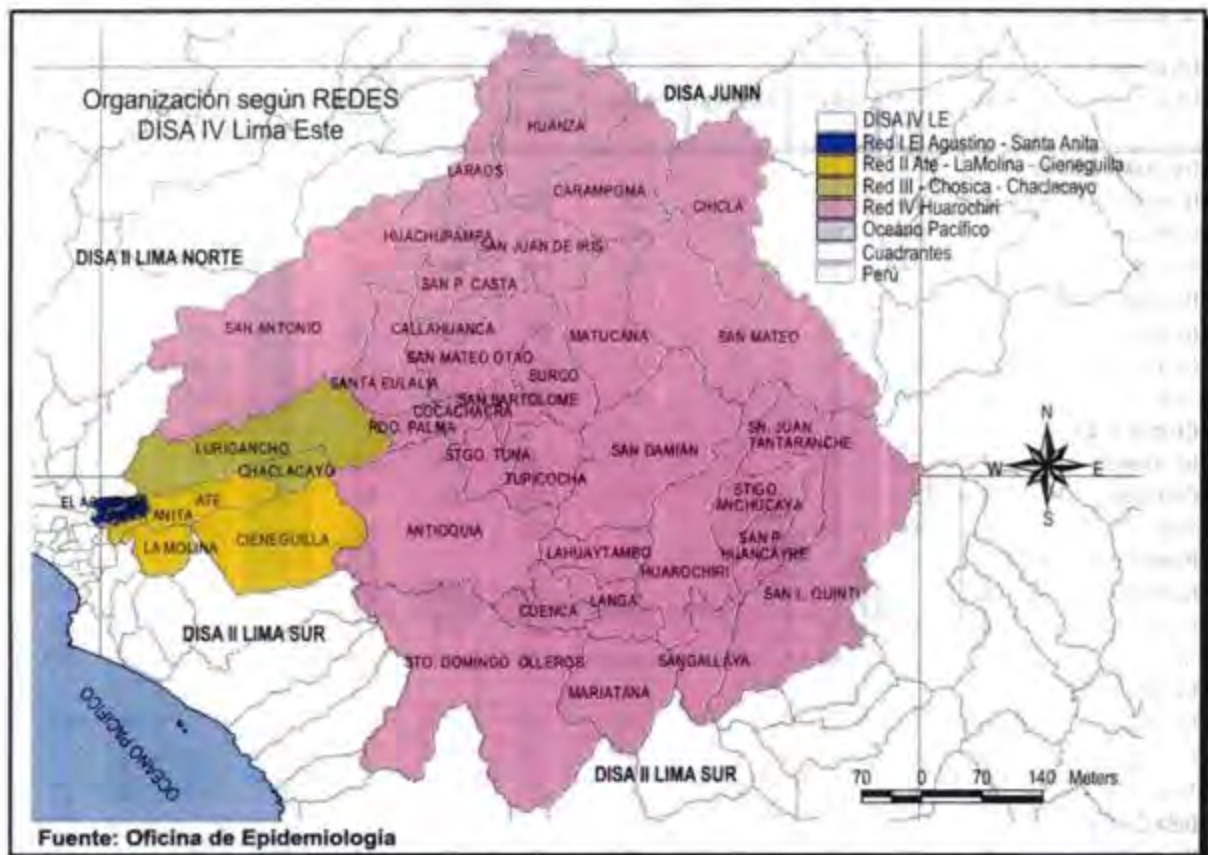 Organización según REDES
DISA IV Lima Este
DISA JUNIN
DISA IV LE
Red I El Agustino - Santa Anita
Red II Ate - LaMolina - Cieneguilla
Red III - Chosica - Chaclacayo
Red IV Huarochiri
Oceano Pacífico
Cuadrantes
Perú
HUANZA
LARAOS
CARAMPOMA
CHICLA
HUACHUPAMPA
SAN JUAN DE IRIS
DISA II LIMA NORTE
SAN P. CASTA
SAN ANTONIO
CALLAHUANCA
MATUCANA
SAN MATEO
SAN MATEO OTAO
SURCO
SANTA EULALIA
SAN BARTOLOME
COCACHACRA
RDO. PALMA
SN. JUAN
TANTARANCHE
LURIGANCHO
STGO. TUNA
SAN DAMIAN
CHACLACAYO
TUPICOCHA
N
W
E
S
STGO.
ANCHUCAYA
EL
ATE
ANITA
LA MOLINA
CIENEGUILLA
ANTIOQUIA
SAN P.
HUANCAYRE
LAHUAYTAMBO
HUAROCHIRI
SAN L. QUINTI
CUENCA
LANGA
DISA II LIMA SUR
STO. DOMINGO OLLEROS
SANGALLAYA
MARIATANA
OCEANO PACIFICO
DISA II LIMA SUR
70 0 70 140 Meters
Fuente: Oficina de Epidemiología